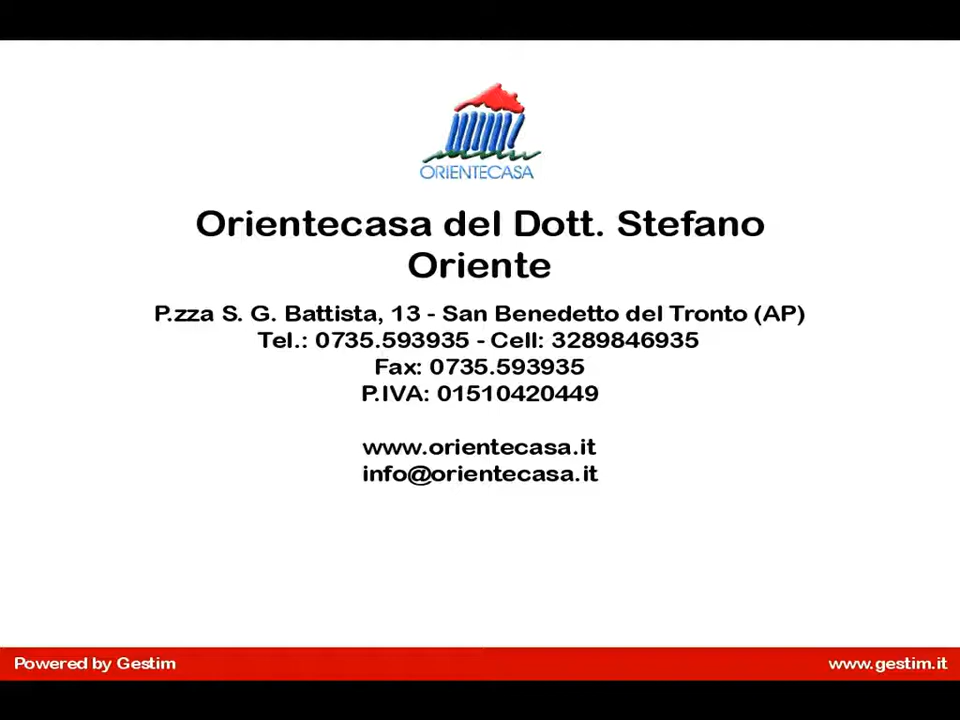 ORIENTECASA
Orientecasa del Dott. Stefano
Oriente
P.zza S. G. Battista, 13 - San Benedetto del Tronto (AP)
Tel.: 0735.593935 - Cell: 3289846935
Fax: 0735.593935
P.IVA: 01510420449
www.orientecasa.it
info@orientecasa.it
Powered by Gestim
www.gestim.it